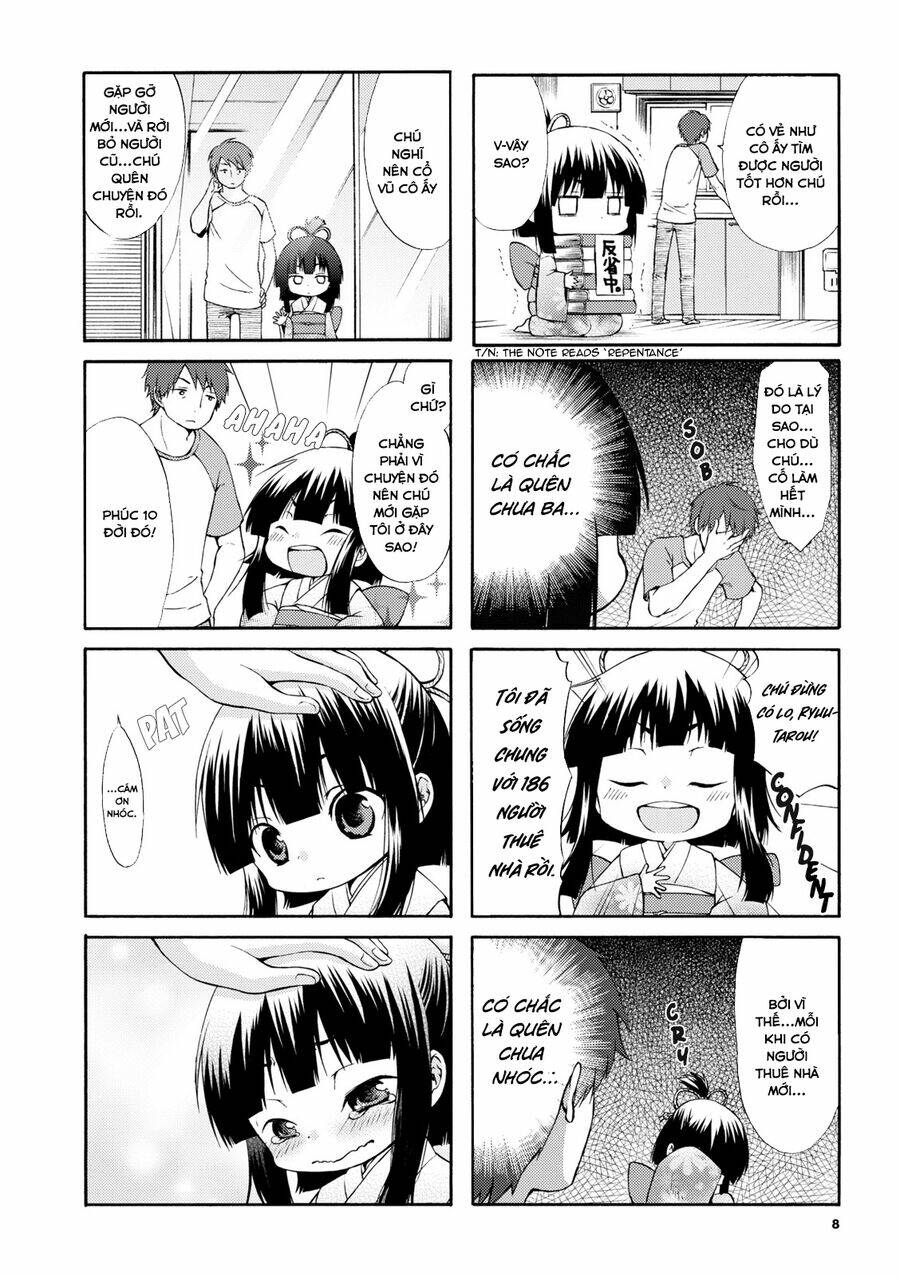 CÓ VẺ NHƯ
CÔ ẤY TÌM
ĐƯỢC NGƯỜI
TỐT HƠN CHÚ
RỒI...
V-VẬY
SAO?
反省中。
T/N: THE NOTE READS 'REPENTANCE'
ĐÓ LÀ LÝ
DO TẠI
SAO...
CHO DÙ
CHÚ...
CỐ LÀM
HẾT
MÌNH...
SOB
CÓ CHẮC
LÀ QUÊN
CHƯA BA...
CHÚ ĐỪNG
CÓ LO, RYUU-
TAROU!
TÔI ĐÃ
SỐNG
CHUNG
VỚI 186
NGƯỜI
THUÊ
NHÀ RỒI.
CONFIDENT
BỞI VÌ
THẾ...MỖI
KHI CÓ
NGƯỜI
THUÊ NHÀ
MỚI...
CRY
CÓ CHẮC
LÀ QUÊN
CHƯA
NHÓC...
CHÚ
NGHĨ
NÊN CỔ
VŨ CÔ ẤY
GẶP GỠ
NGƯỜI
MỚI...VÀ RỜI
BỎ NGƯỜI
CŨ...CHÚ
QUÊN
CHUYỆN ĐÓ
RỒI.
GÌ
CHỨ?
CHẲNG
PHẢI VÌ
CHUYỆN ĐÓ
NÊN CHÚ
MỚI GẶP
TÔI Ở ĐÂY
SAO!
AHAHA
PHÚC 10
ĐỜI ĐÓ!
PAT
...CÁM
ƠN
NHÓC.
8